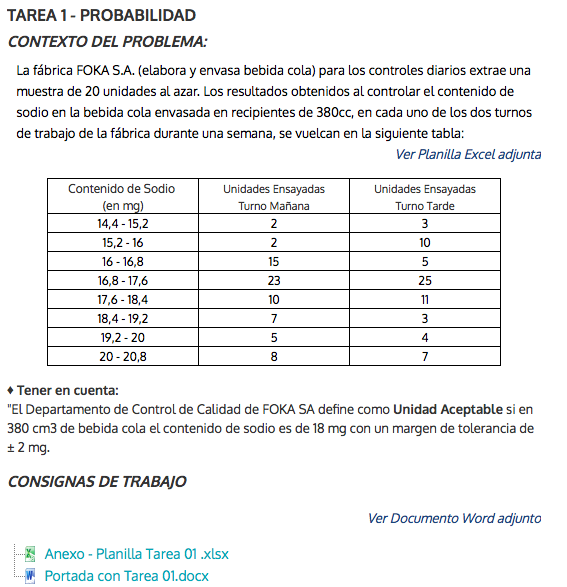 TAREA 1 - PROBABILIDAD
CONTEXTO DEL PROBLEMA:
La fábrica FOKA S.A. (elabora y envasa bebida cola) para los controles diarios extrae una
muestra de 20 unidades al azar. Los resultados obtenidos al controlar el contenido de
sodio en la bebida cola envasada en recipientes de 380cc, en cada uno de los dos turnos
de trabajo de la fábrica durante una semana, se vuelcan en la siguiente tabla:
Ver Planilla Excel adjunta
Contenido de Sodio (en mg) Unidades Ensayadas Turno Mañana Unidades Ensayadas Turno Tarde
14,4 - 15,2 2 3
15,2 - 16 2 10
16 - 16,8 15 5
16,8 - 17,6 23 25
17,6 - 18,4 10 11
18,4 - 19,2 7 3
19,2 - 20 5 4
20 - 20,8 8 7
♦ Tener en cuenta:
"El Departamento de Control de Calidad de FOKA SA define como Unidad Aceptable si en
380 cm3 de bebida cola el contenido de sodio es de 18 mg con un margen de tolerancia de
± 2 mg.
CONSIGNAS DE TRABAJO
Ver Documento Word adjunto
Anexo - Planilla Tarea 01 .xlsx
Portada con Tarea 01.docx